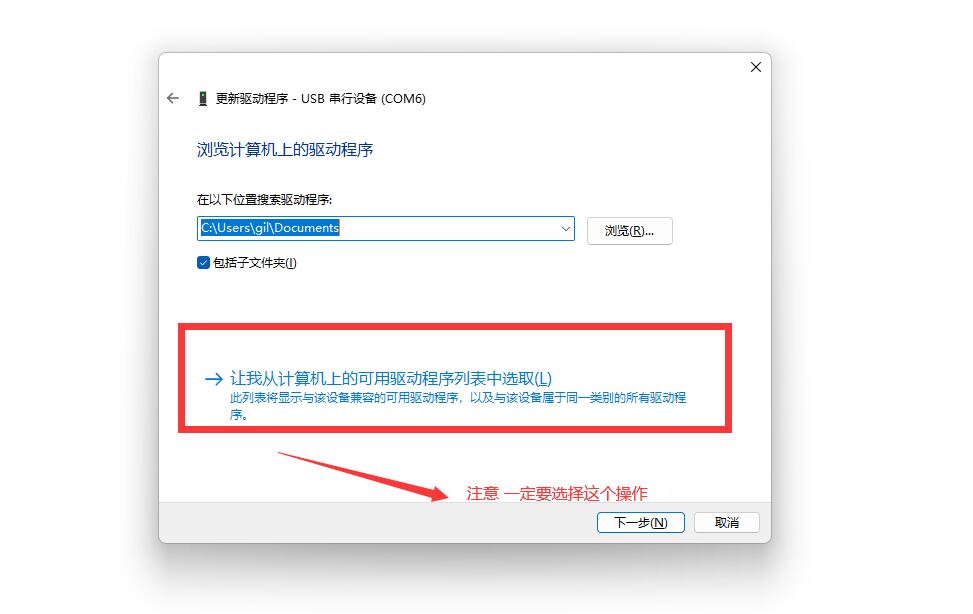 更新驱动程序 - USB 串行设备 (COM6)
浏览计算机上的驱动程序
在以下位置搜索驱动程序:
C:\Users\gil\Documents
浏览(R)...
包括子文件夹(I)
让我从计算机上的可用驱动程序列表中选取(L)
此列表将显示与该设备兼容的可用驱动程序，以及与该设备属于同一类别的所有驱动程
序。
注意 一定要选择这个操作
下一步(N)
取消